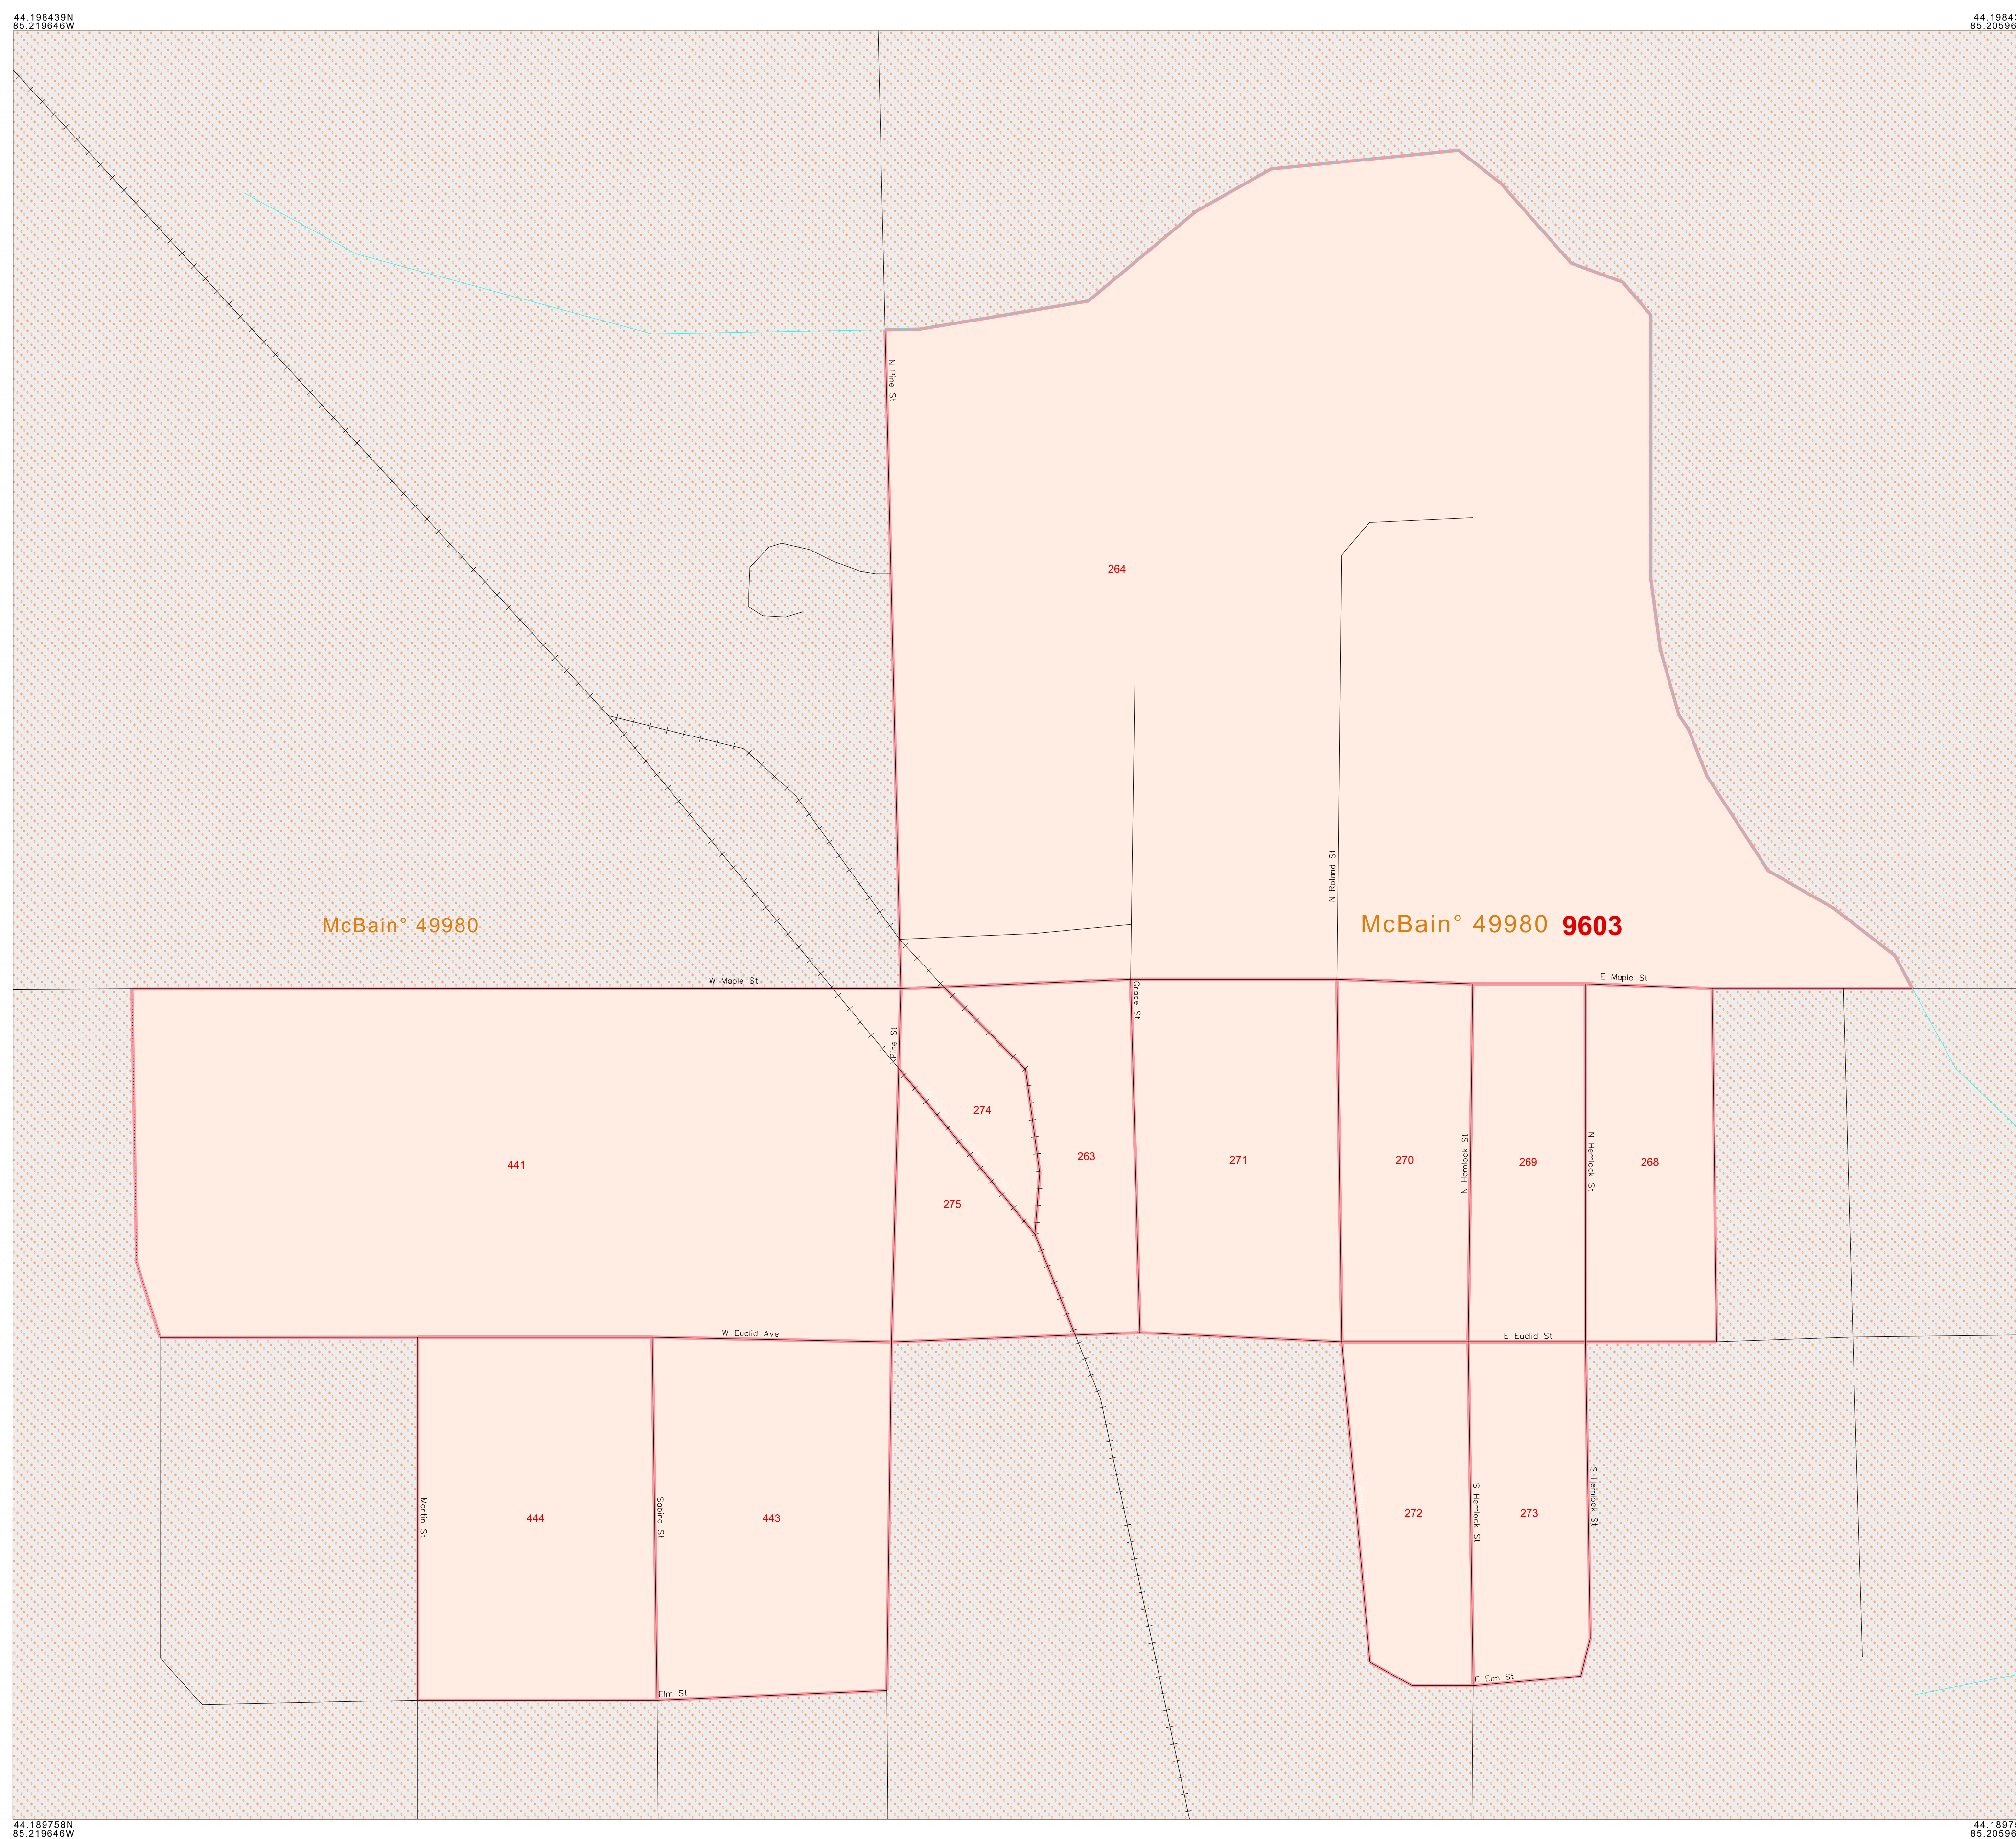 44.198439N
85.219646W
44.1984
85.20596
N Pine St
264
N Roland St
McBain° 49980
McBain° 49980 9603
W Maple St
E Maple St
Grace St
S Pine St
274
441
263
271
270
N Hemlock St
269
N Hemlock St
268
275
W Euclid Ave
E Euclid St
Martin St
444
Sabina St
443
272
S Hemlock St
273
S Hemlock St
Elm St
E Elm St
44.189758N
85.219646W
44.1897
85.20596